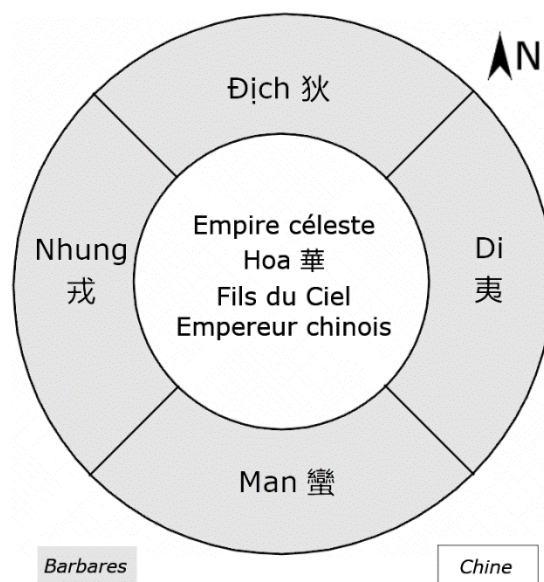 N
Địch 狄
Nhung
戎
Empire céleste
Hoa 華
Fils du Ciel
Empereur chinois
Di
夷
Man 蠻
Barbares
Chine